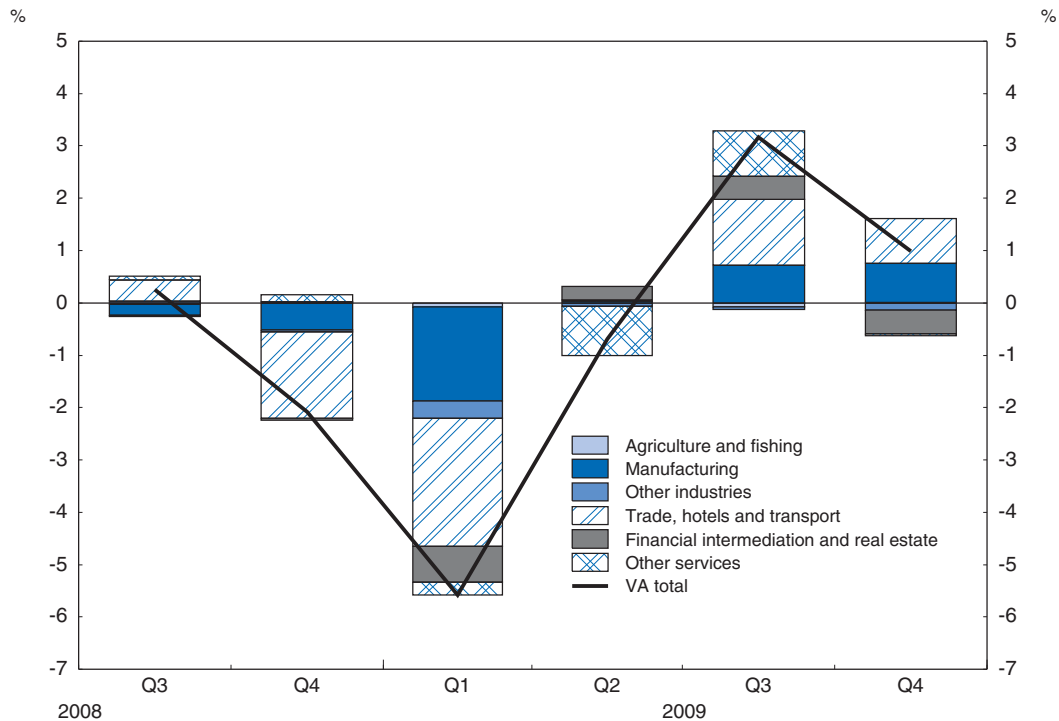 % %
5 5
4 4
3 3
2 2
1 1
0 0
-1 -1
-2 -2
-3 -3
-4 -4
-5 -5
-6 -6
-7 -7
Agriculture and fishing
Manufacturing
Other industries
Trade, hotels and transport
Financial intermediation and real estate
Other services
VA total
Q3 Q4 Q1 Q2 Q3 Q4
2008 2009